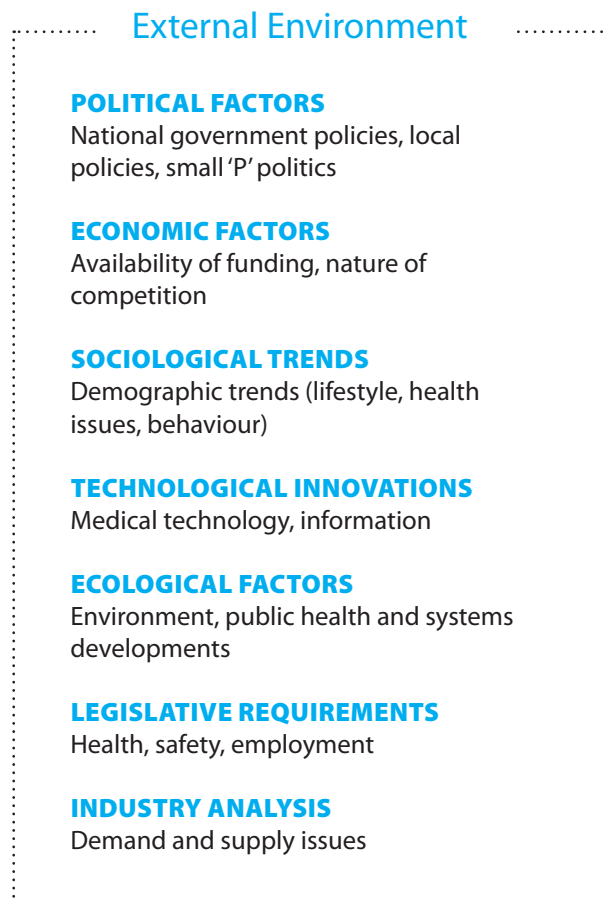 External Environment
POLITICAL FACTORS
National government policies, local
policies, small ‘P’ politics
ECONOMIC FACTORS
Availability of funding, nature of
competition
SOCIOLOGICAL TRENDS
Demographic trends (lifestyle, health
issues, behaviour)
TECHNOLOGICAL INNOVATIONS
Medical technology, information
ECOLOGICAL FACTORS
Environment, public health and systems
developments
LEGISLATIVE REQUIREMENTS
Health, safety, employment
INDUSTRY ANALYSIS
Demand and supply issues